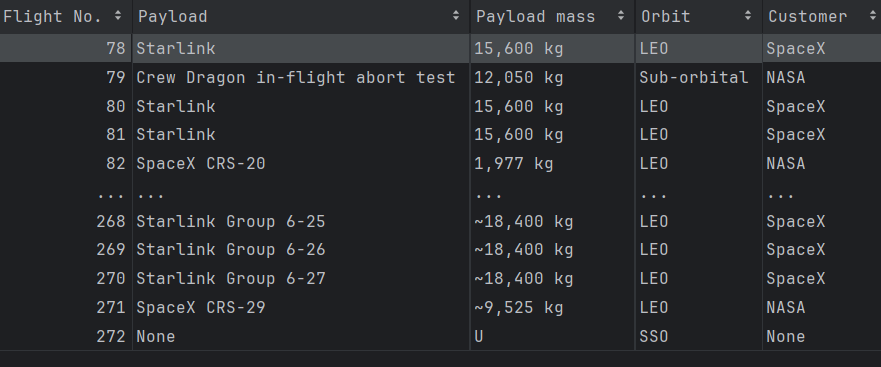 Flight No. Payload Payload mass Orbit Customer
78 Starlink 15,600 kg LEO SpaceX
79 Crew Dragon in-flight abort test 12,050 kg Sub-orbital NASA
80 Starlink 15,600 kg LEO SpaceX
81 Starlink 15,600 kg LEO SpaceX
82 SpaceX CRS-20 1,977 kg LEO NASA
... ... ... ... ...
268 Starlink Group 6-25 ~18,400 kg LEO SpaceX
269 Starlink Group 6-26 ~18,400 kg LEO SpaceX
270 Starlink Group 6-27 ~18,400 kg LEO SpaceX
271 SpaceX CRS-29 ~9,525 kg LEO NASA
272 None U SSO None